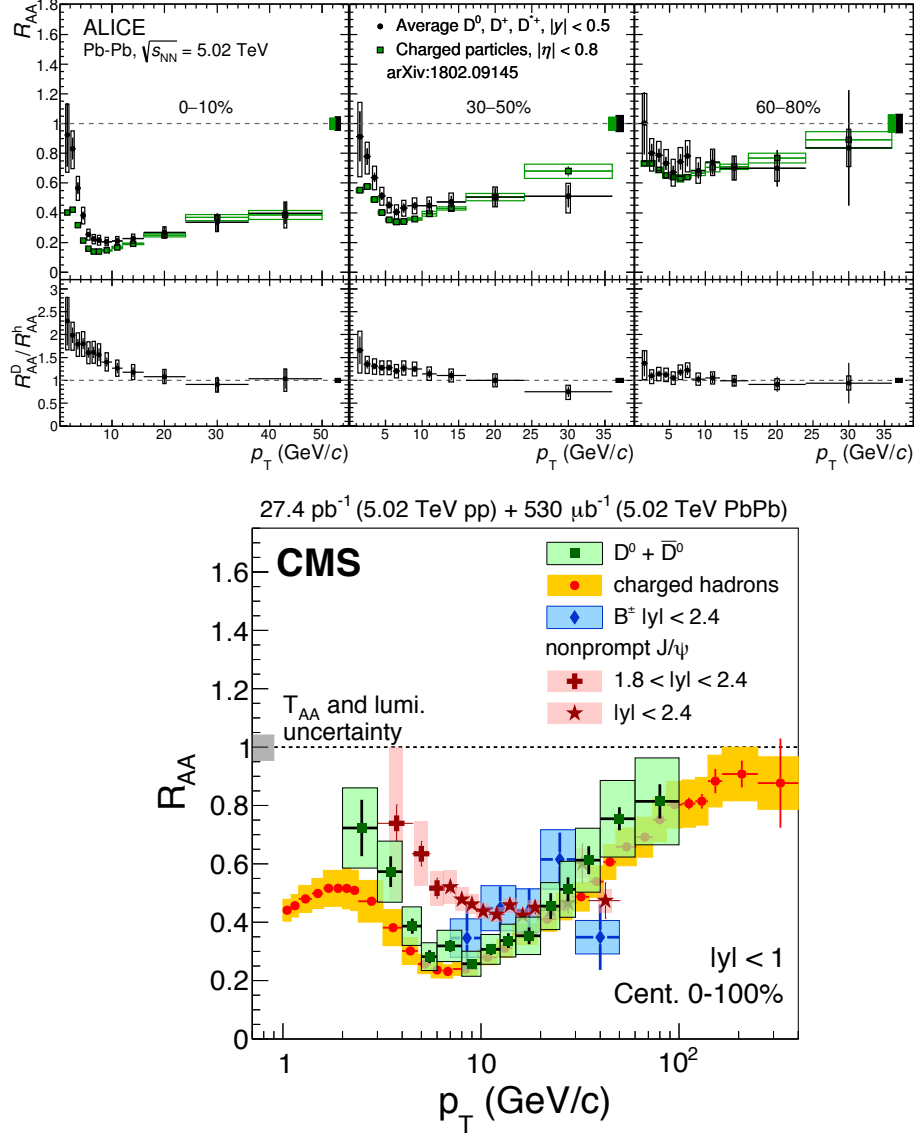 ALICE
Pb-Pb, √s_NN = 5.02 TeV
Average D⁰, D⁺, D*⁺, |y| < 0.5
Charged particles, |η| < 0.8
arXiv:1802.09145
R_AA
0−10%
30−50%
60−80%
1.8
1.6
1.4
1.2
1
0.8
0.6
0.4
0.2
0
R^D_AA/R^h_AA
3
2.5
2
1.5
1
0.5
0
10 20 30 40 50
5 10 15 20 25 30 35
5 10 15 20 25 30 35
p_T (GeV/c)
p_T (GeV/c)
p_T (GeV/c)
27.4 pb⁻¹ (5.02 TeV pp) + 530 μb⁻¹ (5.02 TeV PbPb)
CMS
D⁰ + D̅⁰
charged hadrons
B± |y| < 2.4
nonprompt J/ψ
1.8 < |y| < 2.4
|y| < 2.4
T_AA and lumi.
uncertainty
R_AA
1.6
1.4
1.2
1
0.8
0.6
0.4
0.2
0
|y| < 1
Cent. 0-100%
1 10 10²
p_T (GeV/c)